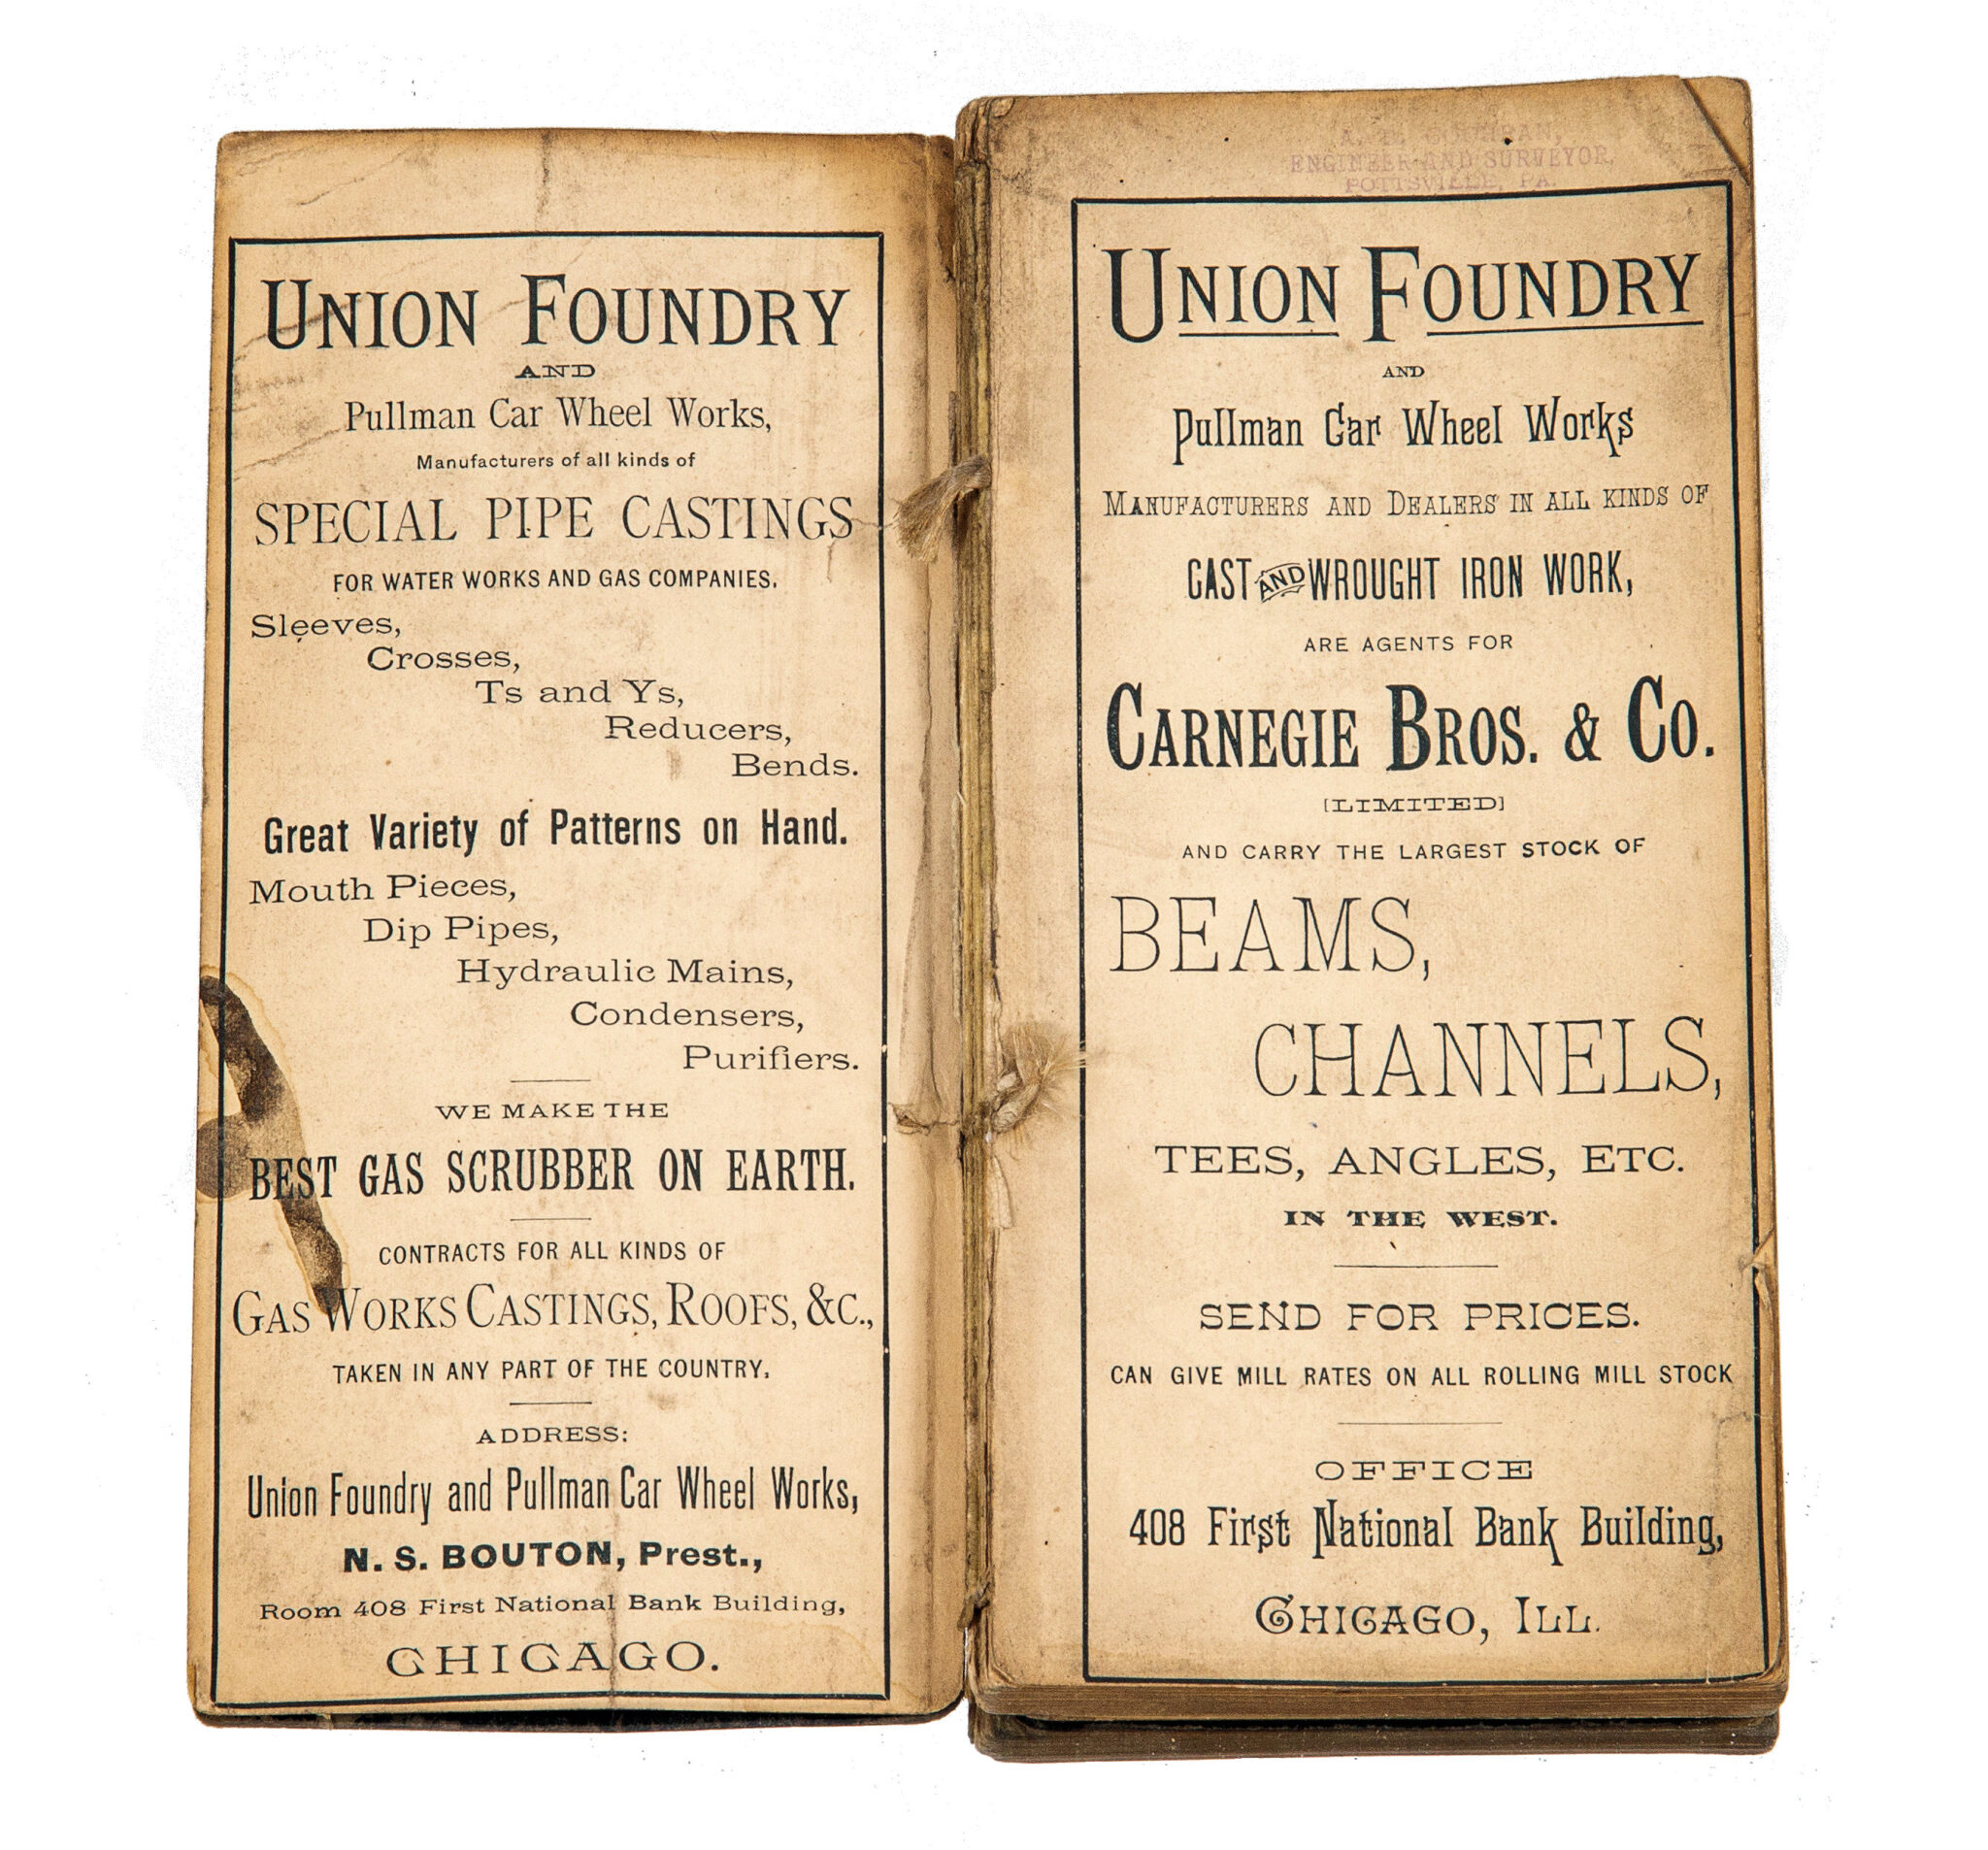 UNION FOUNDRY
AND
Pullman Car Wheel Works,
Manufacturers of all kinds of
SPECIAL PIPE CASTINGS
FOR WATER WORKS AND GAS COMPANIES.
Sleeves,
Crosses,
Ts and Ys,
Reducers,
Bends.
Great Variety of Patterns on Hand.
Mouth Pieces,
Dip Pipes,
Hydraulic Mains,
Condensers,
Purifiers.
WE MAKE THE
BEST GAS SCRUBBER ON EARTH.
CONTRACTS FOR ALL KINDS OF
GAS WORKS CASTINGS, ROOFS, &C.,
TAKEN IN ANY PART OF THE COUNTRY.
ADDRESS:
Union Foundry and Pullman Car Wheel Works,
N. S. BOUTON, Prest.,
Room 408 First National Bank Building,
CHICAGO.
ENGINEER AND SURVEYOR,
POTTSVILLE, PA.
UNION FOUNDRY
AND
Pullman Car Wheel Works
MANUFACTURERS AND DEALERS IN ALL KINDS OF
CAST AND WROUGHT IRON WORK,
ARE AGENTS FOR
CARNEGIE BROS. & CO.
[LIMITED]
AND CARRY THE LARGEST STOCK OF
BEAMS,
CHANNELS,
TEES, ANGLES, ETC.
IN THE WEST.
SEND FOR PRICES.
CAN GIVE MILL RATES ON ALL ROLLING MILL STOCK
OFFICE
408 First National Bank Building,
CHICAGO, ILL.